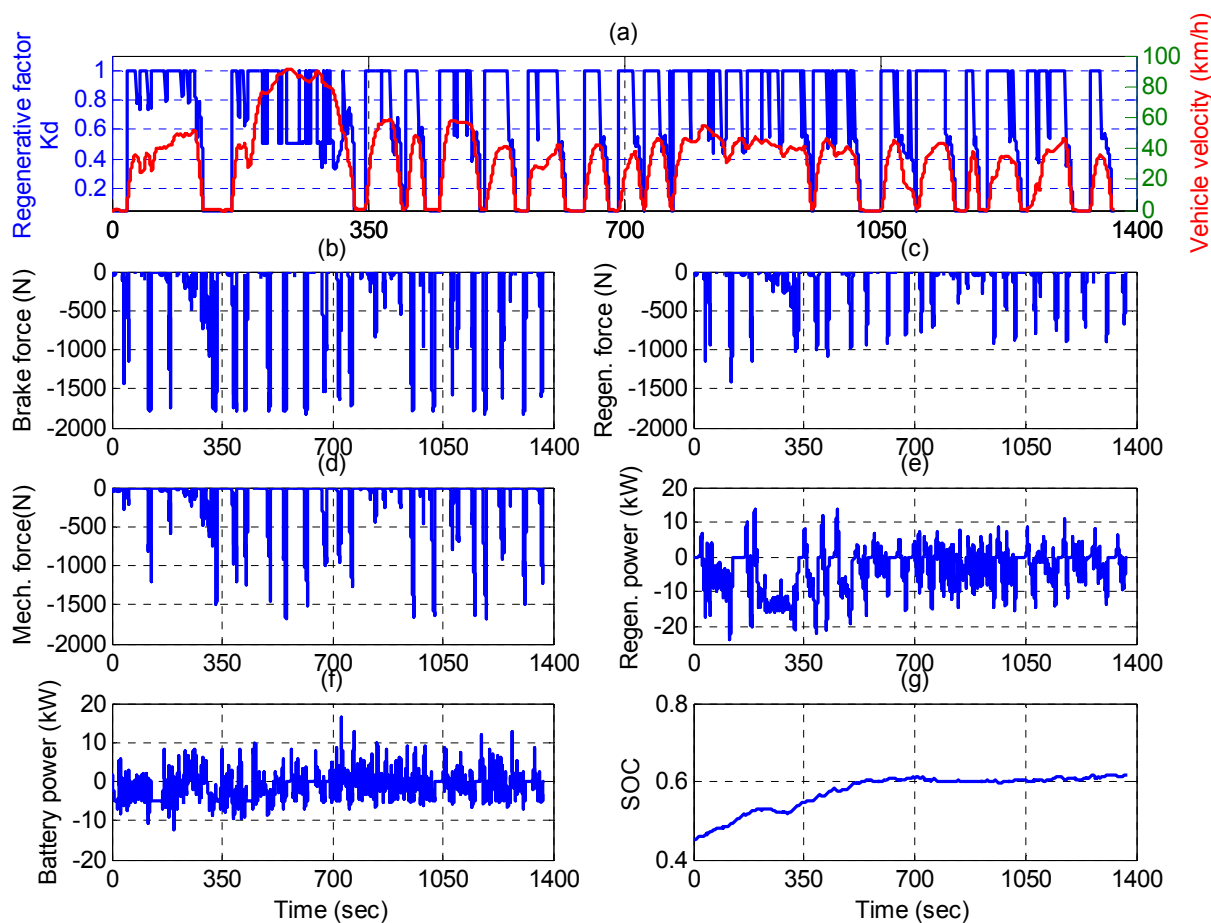 (a)
Regenerative factor
Kd
1
0.8
0.6
0.4
0.2
100
80
60
40
20
0
Vehicle velocity (km/h)
0 350 700 1050 1400
(b)
Brake force (N)
0
-500
-1000
-1500
-2000
0 350 700 1050 1400
(c)
Regen. force (N)
0
-500
-1000
-1500
-2000
0 350 700 1050 1400
(d)
Mech. force(N)
0
-500
-1000
-1500
-2000
0 350 700 1050 1400
(e)
Regen. power (kW)
20
10
0
-10
-20
0 350 700 1050 1400
(f)
Battery power (kW)
20
10
0
-10
-20
0 350 700 1050 1400
Time (sec)
(g)
SOC
0.8
0.6
0.4
0 350 700 1050 1400
Time (sec)